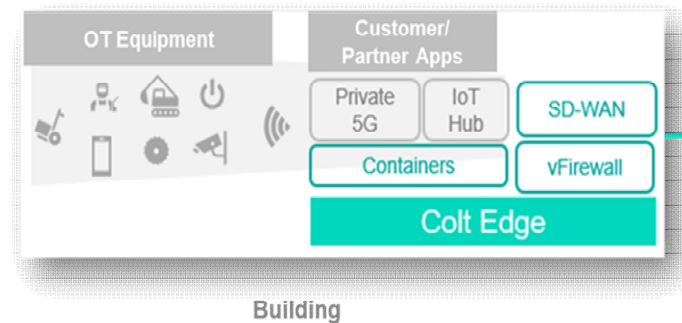 OT Equipment
Customer/
Partner Apps
Private
5G
IoT
Hub
SD-WAN
Containers
vFirewall
Colt Edge
Building